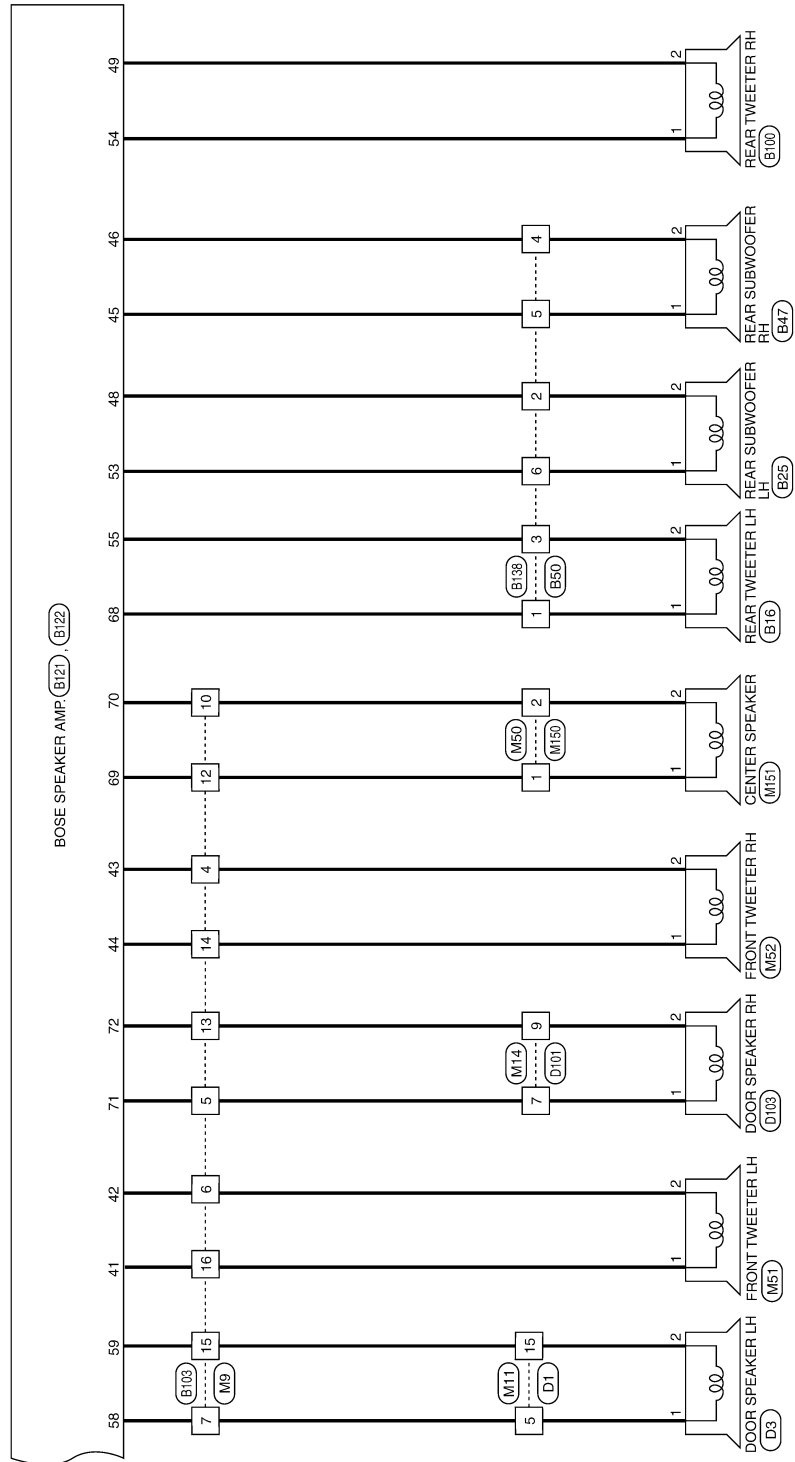 BOSE SPEAKER AMP. B121 , B122
58 59 41 42 71 72 44 43 69 70 68 55 53 48 45 46 54 49
7 15 16 6 5 13 14 4 12 10
B103
M9
5 15
M11
D1
7 9
M14
D101
1 2
M50
M150
1 3 6 2 5 4
B138
B50
1 2
DOOR SPEAKER LH
D3
1 2
FRONT TWEETER LH
M51
1 2
DOOR SPEAKER RH
D103
1 2
FRONT TWEETER RH
M52
1 2
CENTER SPEAKER
M151
1 2
REAR TWEETER LH
B16
1 2
REAR SUBWOOFER
LH
B25
1 2
REAR SUBWOOFER
RH
B47
1 2
REAR TWEETER RH
B100